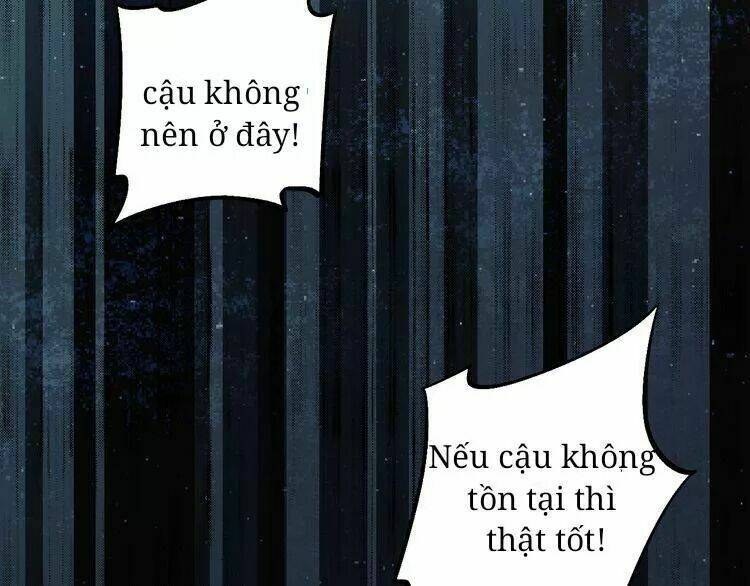 cậu không
nên ở đây!
Nếu cậu không
tồn tại thì
thật tốt!